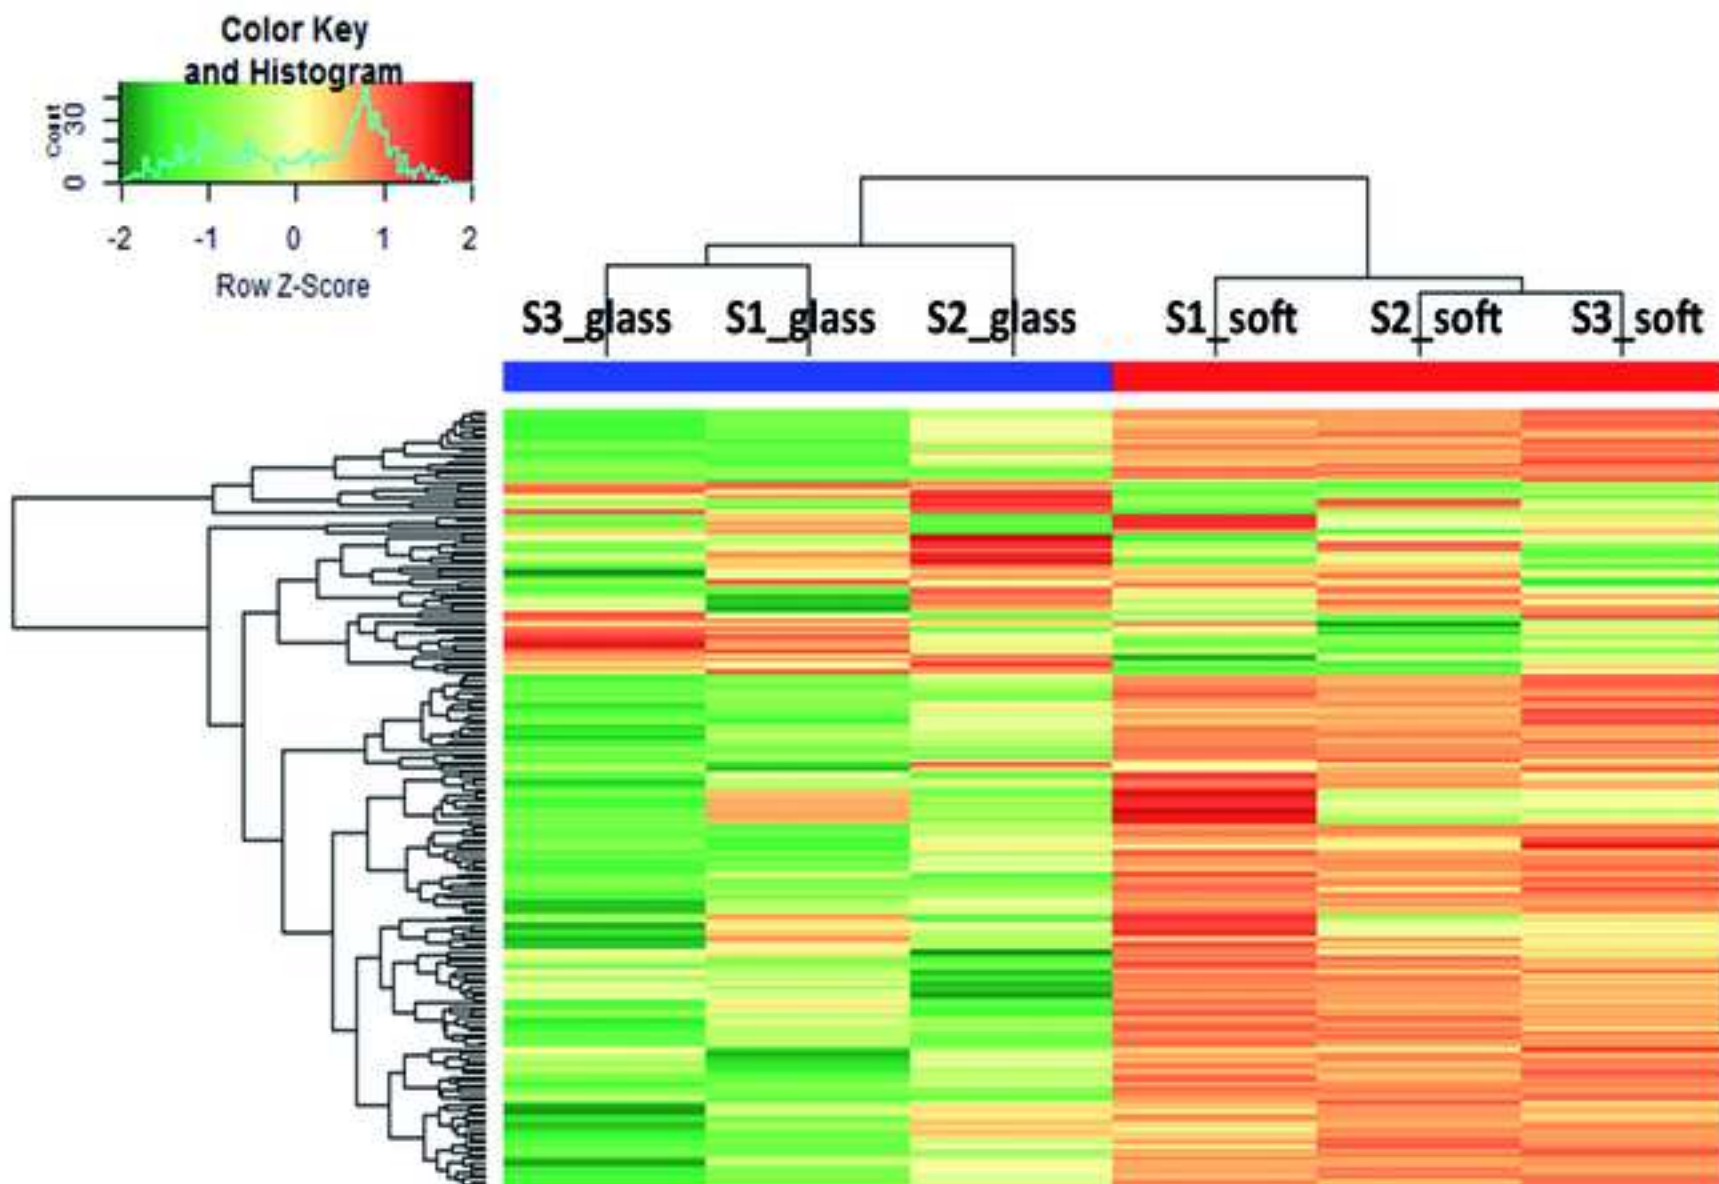 Color Key
and Histogram
Count
0 30
-2 -1 0 1 2
Row Z-Score
S3_glass S1_glass S2_glass S1_soft S2_soft S3_soft